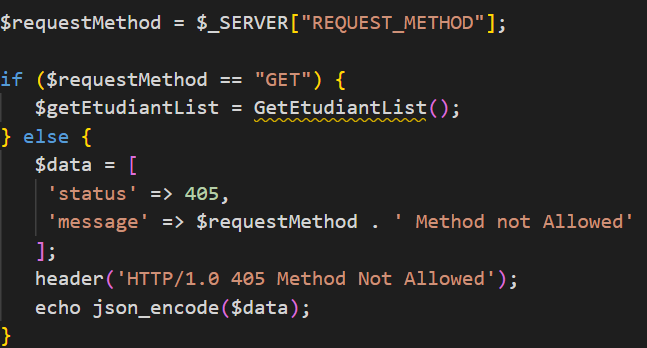 $requestMethod = $_SERVER["REQUEST_METHOD"];
if ($requestMethod == "GET") {
$getEtudiantList = GetEtudiantList();
} else {
$data = [
'status' => 405,
'message' => $requestMethod . ' Method not Allowed'
];
header('HTTP/1.0 405 Method Not Allowed');
echo json_encode($data);
}